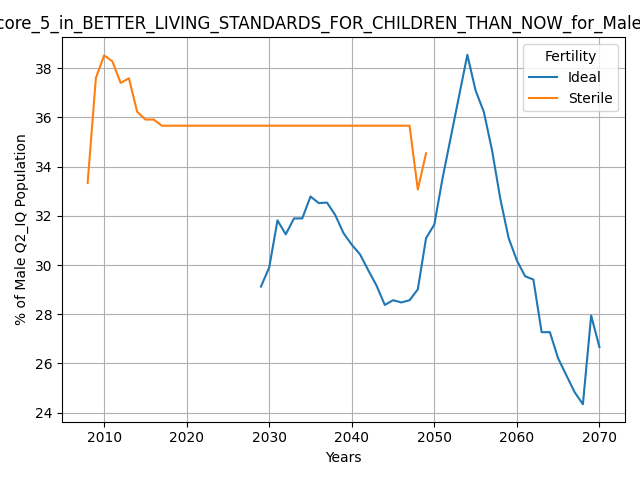 core_5_in_BETTER_LIVING_STANDARDS_FOR_CHILDREN_THAN_NOW_for_Male
Fertility
Ideal
Sterile
% of Male Q2_IQ Population
38
36
34
32
30
28
26
24
2010 2020 2030 2040 2050 2060 2070
Years